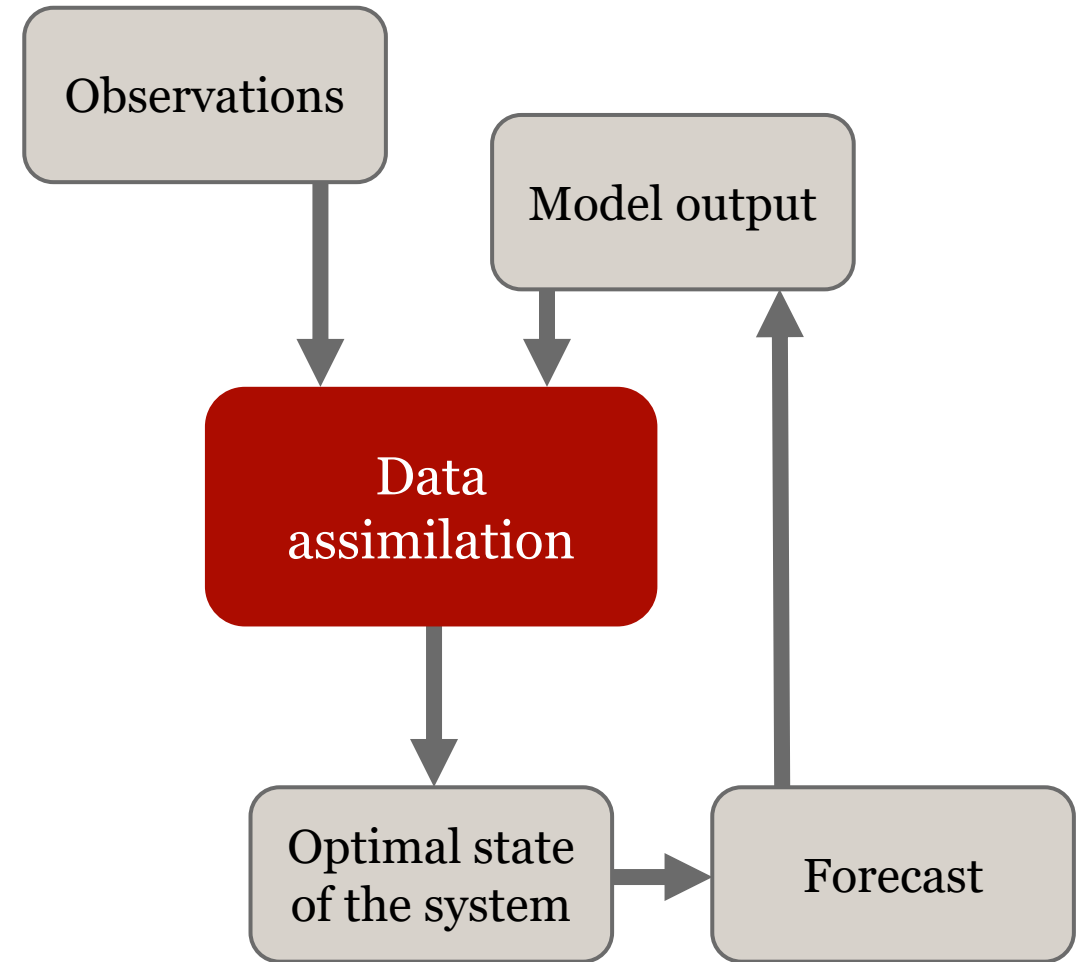 Observations
Model output
Data
assimilation
Optimal state
of the system
Forecast